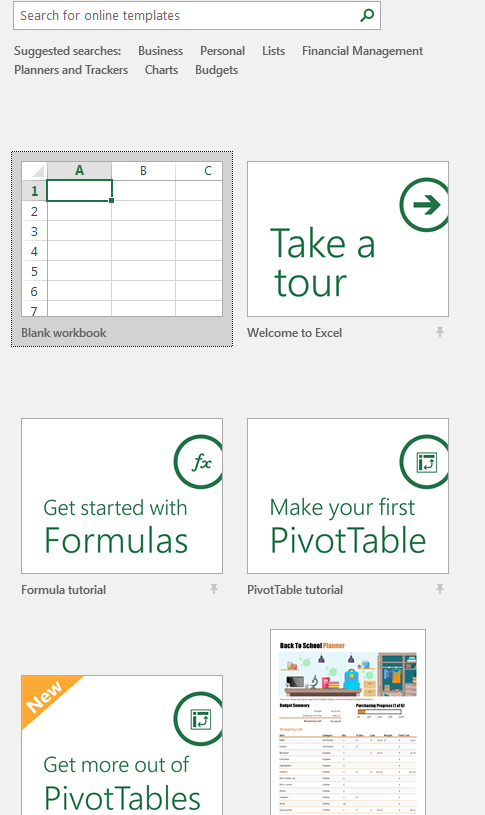 Search for online templates
Suggested searches: Business Personal Lists Financial Management
Planners and Trackers Charts Budgets
A B C
1
2
3
4
5
6
7
Blank workbook
Take a
tour
Welcome to Excel
fx
Get started with
Formulas
Formula tutorial
Make your first
PivotTable
PivotTable tutorial
New
Get more out of
PivotTables
Back To School Planner
Budget Summary
Purchasing Progress (1 of 6)
Shopping List